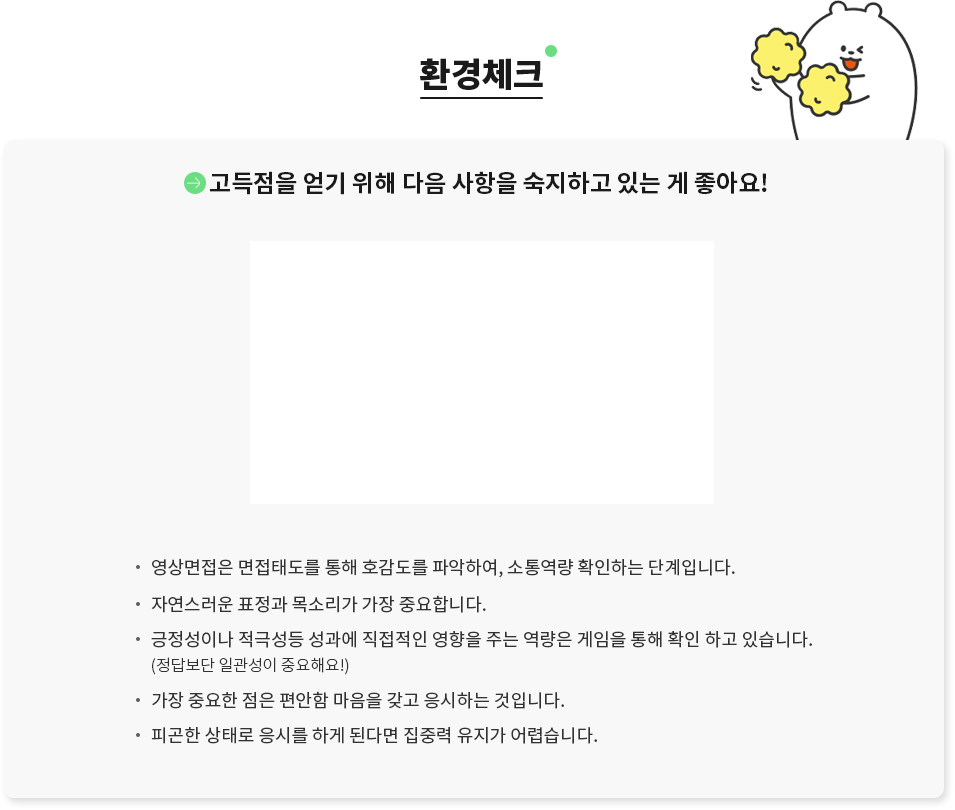 환경체크
고득점을 얻기 위해 다음 사항을 숙지하고 있는 게 좋아요!
• 영상면접은 면접태도를 통해 호감도를 파악하여, 소통역량 확인하는 단계입니다.
• 자연스러운 표정과 목소리가 가장 중요합니다.
• 긍정성이나 적극성등 성과에 직접적인 영향을 주는 역량은 게임을 통해 확인 하고 있습니다.
(정답보단 일관성이 중요해요!)
• 가장 중요한 점은 편안함 마음을 갖고 응시하는 것입니다.
• 피곤한 상태로 응시를 하게 된다면 집중력 유지가 어렵습니다.